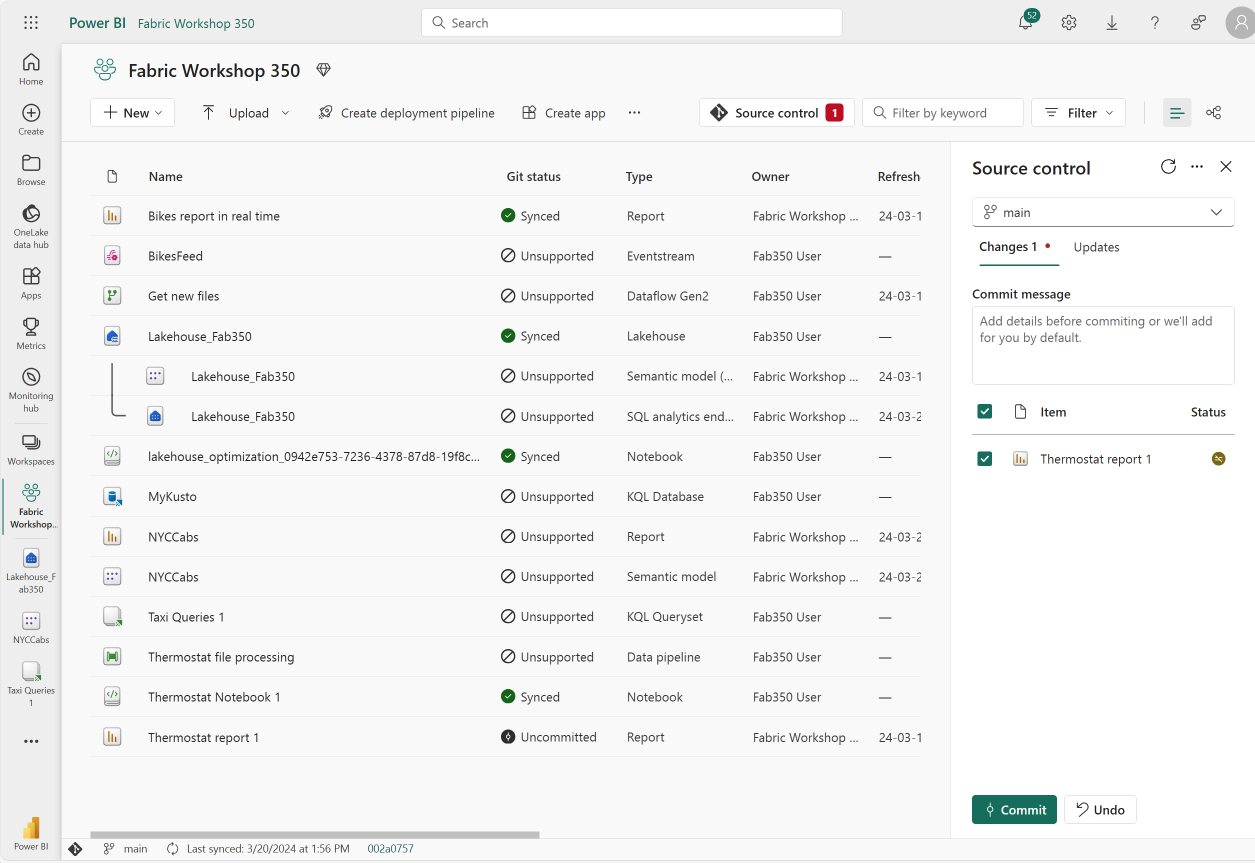 Power BI Fabric Workshop 350
Search
52
Home
Create
Browse
OneLake
data hub
Apps
Metrics
Monitoring
hub
Workspaces
Fabric
Workshop...
Lakehouse_F
ab350
NYCCabs
Taxi Queries
1
Power BI
Fabric Workshop 350
New
Upload
Create deployment pipeline
Create app
Source control 1
Filter by keyword
Filter
Name Git status Type Owner Refresh
Bikes report in real time Synced Report Fabric Workshop ... 24-03-1
BikesFeed Unsupported Eventstream Fab350 User —
Get new files Unsupported Dataflow Gen2 Fab350 User 24-03-1
Lakehouse_Fab350 Synced Lakehouse Fab350 User —
Lakehouse_Fab350 Unsupported Semantic model (... Fabric Workshop ... 24-03-1
Lakehouse_Fab350 Unsupported SQL analytics end... Fabric Workshop ... 24-03-2
lakehouse_optimization_0942e753-7236-4378-87d8-19f8c... Synced Notebook Fab350 User —
MyKusto Unsupported KQL Database Fab350 User —
NYCCabs Unsupported Report Fabric Workshop ... 24-03-2
NYCCabs Unsupported Semantic model Fabric Workshop ... 24-03-2
Taxi Queries 1 Unsupported KQL Queryset Fab350 User —
Thermostat file processing Unsupported Data pipeline Fab350 User —
Thermostat Notebook 1 Synced Notebook Fab350 User —
Thermostat report 1 Uncommitted Report Fabric Workshop ... 24-03-1
Source control
main
Changes 1 Updates
Commit message
Add details before commiting or we'll add
for you by default.
Item Status
Thermostat report 1
Commit Undo
main Last synced: 3/20/2024 at 1:56 PM 002a0757